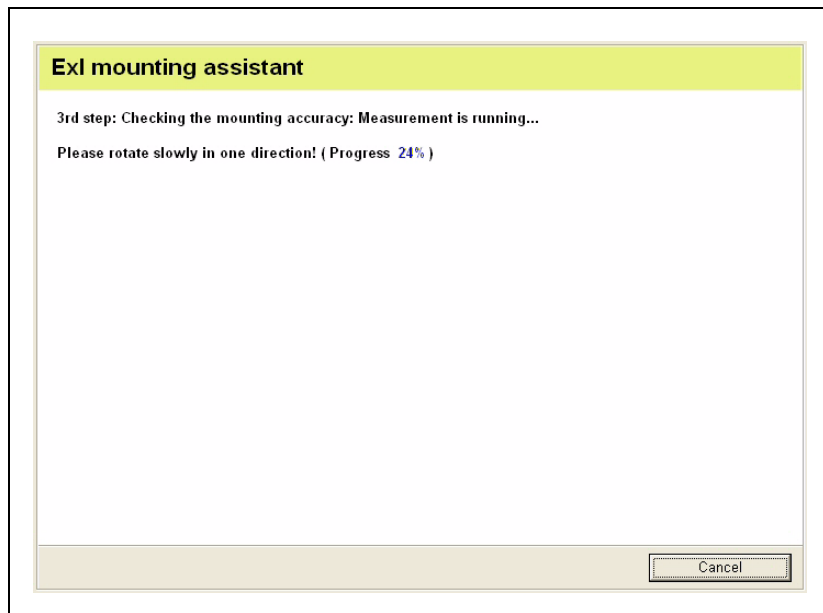 ExI mounting assistant
3rd step: Checking the mounting accuracy: Measurement is running...
Please rotate slowly in one direction! ( Progress 24% )
Cancel